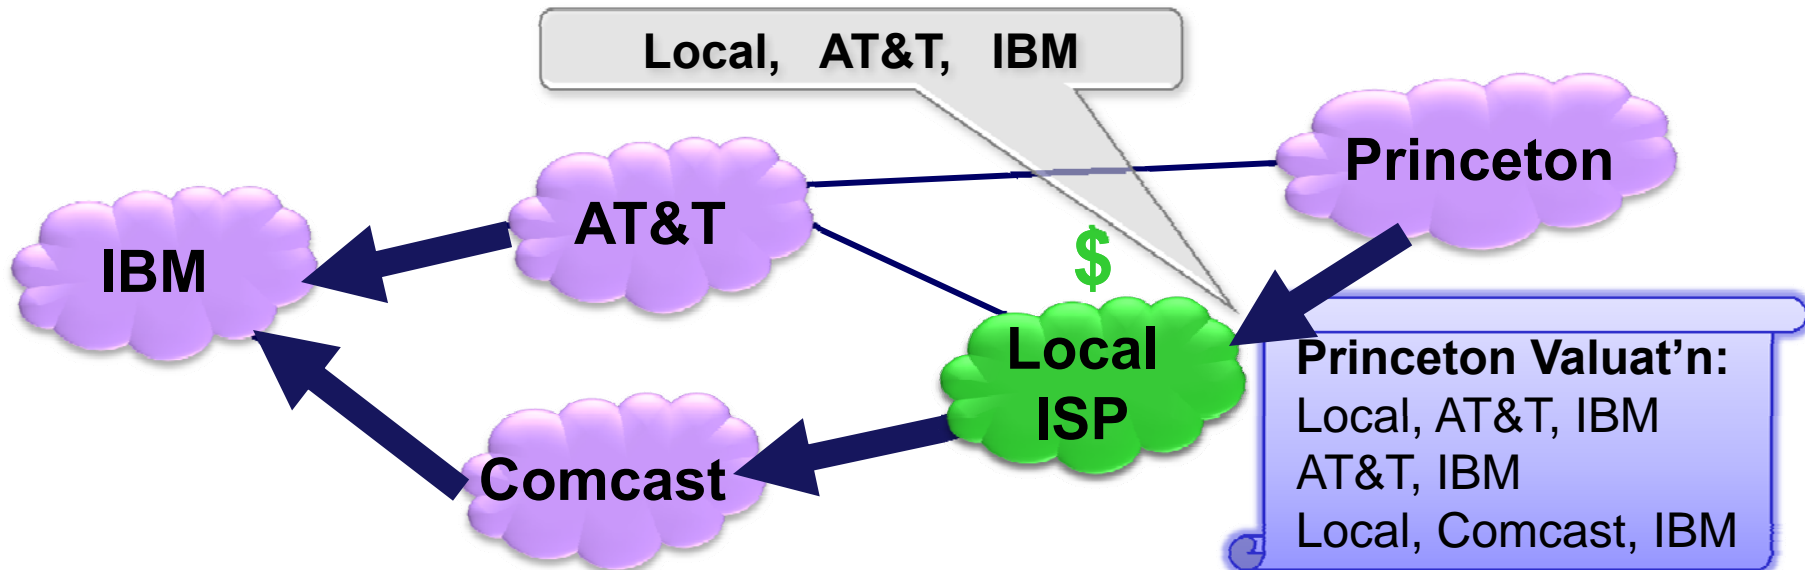 Local, AT&T, IBM
Princeton
AT&T
IBM
$
Local
ISP
Comcast
Princeton Valuat’n:
Local, AT&T, IBM
AT&T, IBM
Local, Comcast, IBM